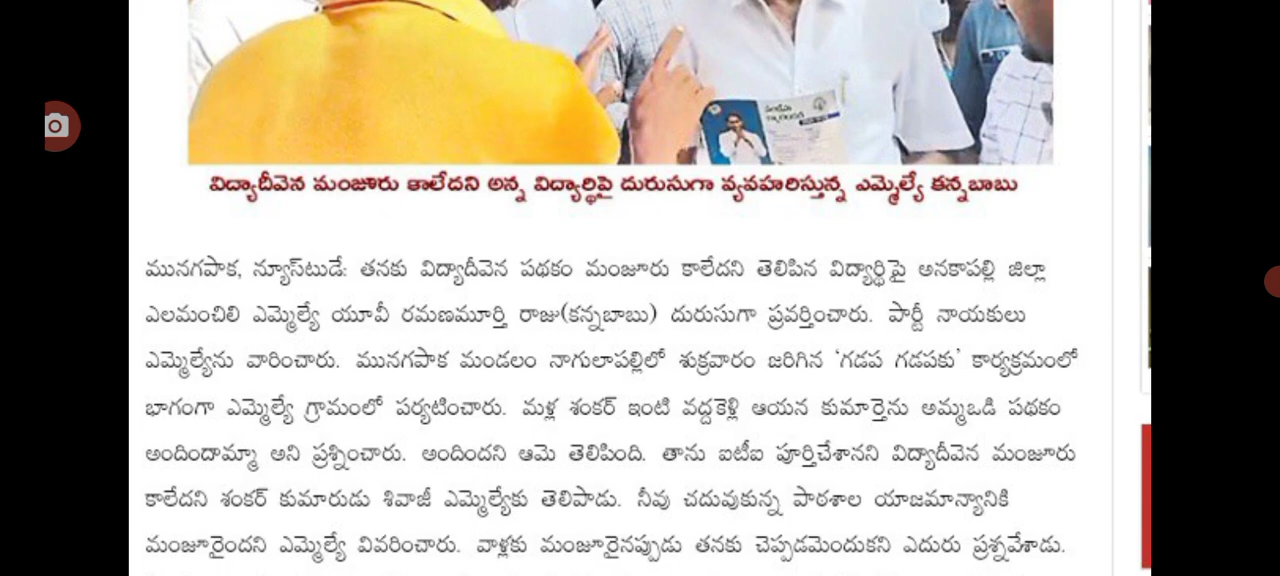 విద్యాదీవెన మంజూరు కాలేదని అన్న విద్యార్థిపై దురుసుగా వ్యవహరిస్తున్న ఎమ్మెల్యే కన్నబాబు
మునగపాక, న్యూస్‌టుడే: తనకు విద్యాదీవెన పథకం మంజూరు కాలేదని తెలిపిన విద్యార్థిపై అనకాపల్లి జిల్లా
ఎలమంచిలి ఎమ్మెల్యే యూవీ రమణమూర్తి రాజు(కన్నబాబు) దురుసుగా ప్రవర్తించారు. పార్టీ నాయకులు
ఎమ్మెల్యేను వారించారు. మునగపాక మండలం నాగులాపల్లిలో శుక్రవారం జరిగిన ‘గడప గడపకు’ కార్యక్రమంలో
భాగంగా ఎమ్మెల్యే గ్రామంలో పర్యటించారు. మళ్ల శంకర్ ఇంటి వద్దకెళ్లి ఆయన కుమార్తెను అమ్మఒడి పథకం
అందిందామ్మా అని ప్రశ్నించారు. అందిందని ఆమె తెలిపింది. తాను ఐటీఐ పూర్తిచేశానని విద్యాదీవెన మంజూరు
కాలేదని శంకర్ కుమారుడు శివాజీ ఎమ్మెల్యేకు తెలిపాడు. నీవు చదువుకున్న పాఠశాల యాజమాన్యానికి
మంజూరైందని ఎమ్మెల్యే వివరించారు. వాళ్లకు మంజూరైనప్పుడు తనకు చెప్పడమెందుకని ఎదురు ప్రశ్నవేశాడు.